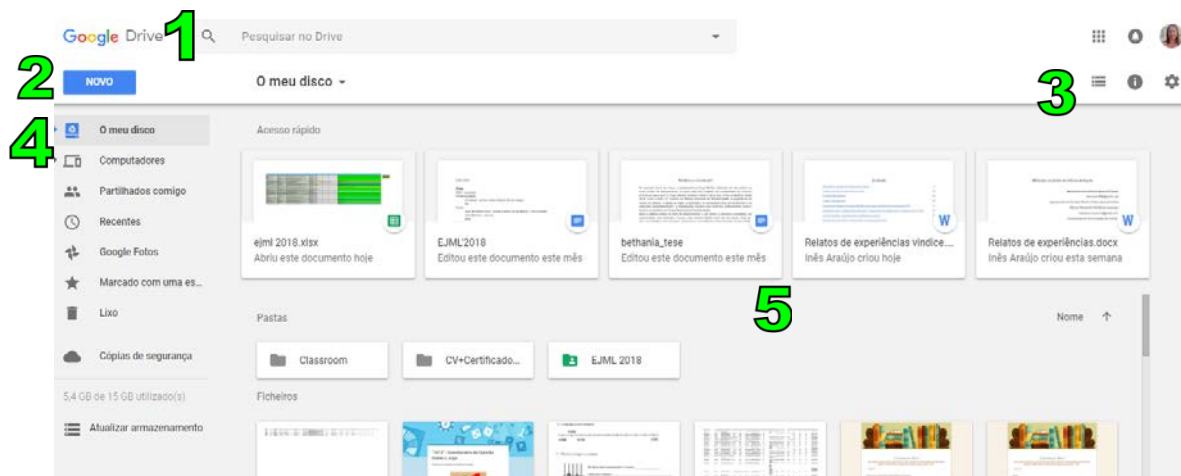 Google Drive 1 Pesquisar no Drive
2 NOVO O meu disco 3
4 O meu disco
Computadores
Partilhados comigo
Recentes
Google Fotos
Marcado com uma es...
Lixo
Cópias de segurança
5,4 GB de 15 GB utilizado(s)
Atualizar armazenamento
Acesso rápido
ejml 2018.xlsx
Abriu este documento hoje
EJML'2018
Editou este documento este mês
bethania_tese
Editou este documento este mês
W
Relatos de experiências vindice....
Inês Araújo criou hoje
W
Relatos de experiências.docx
Inês Araújo criou esta semana
5
Pastas Nome
Classroom CV+Certificado... EJML 2018
Ficheiros